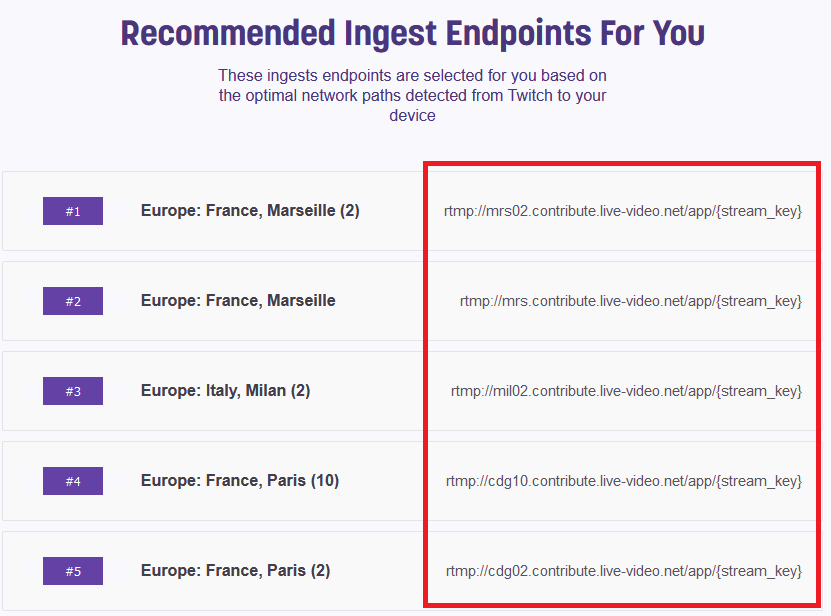 Recommended Ingest Endpoints For You
These ingests endpoints are selected for you based on
the optimal network paths detected from Twitch to your
device
#1 Europe: France, Marseille (2) rtmp://mrs02.contribute.live-video.net/app/{stream_key}
#2 Europe: France, Marseille rtmp://mrs.contribute.live-video.net/app/{stream_key}
#3 Europe: Italy, Milan (2) rtmp://mil02.contribute.live-video.net/app/{stream_key}
#4 Europe: France, Paris (10) rtmp://cdg10.contribute.live-video.net/app/{stream_key}
#5 Europe: France, Paris (2) rtmp://cdg02.contribute.live-video.net/app/{stream_key}